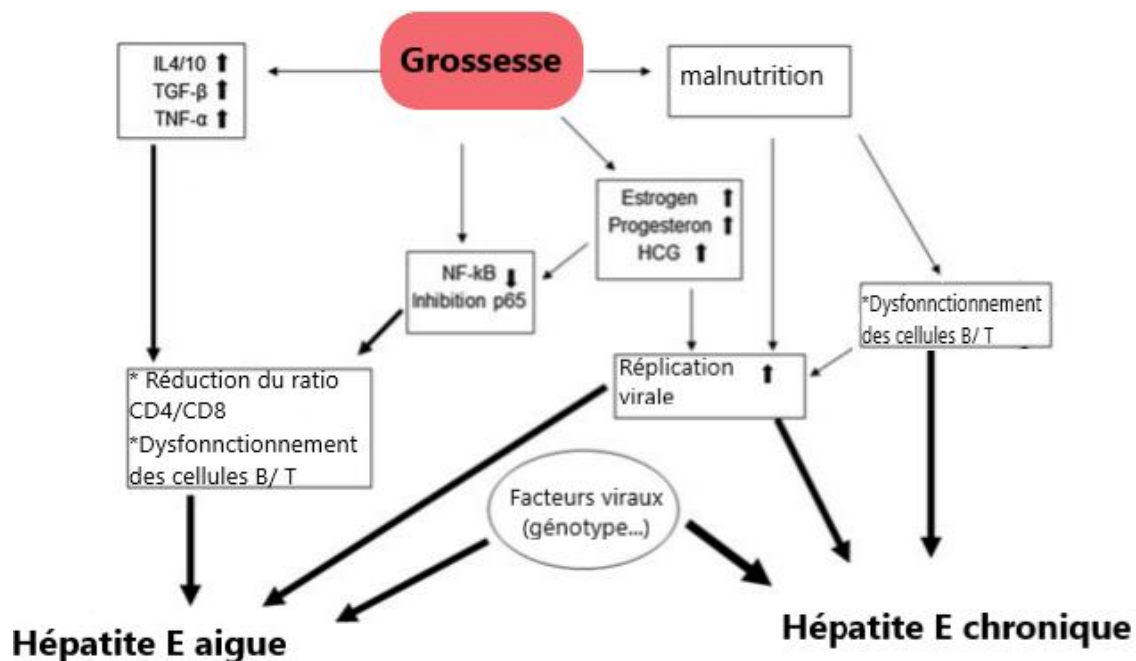 Grossesse
IL4/10 ⬆
TGF-β ⬆
TNF-α ⬆
malnutrition
Estrogen ⬆
Progesteron ⬆
HCG ⬆
NF-kB ⬇
Inhibition p65
*Dysfonnctionnement
des cellules B/ T
Réplication ⬆
virale
* Réduction du ratio
CD4/CD8
*Dysfonnctionnement
des cellules B/ T
Facteurs viraux
(génotype...)
Hépatite E aigue
Hépatite E chronique